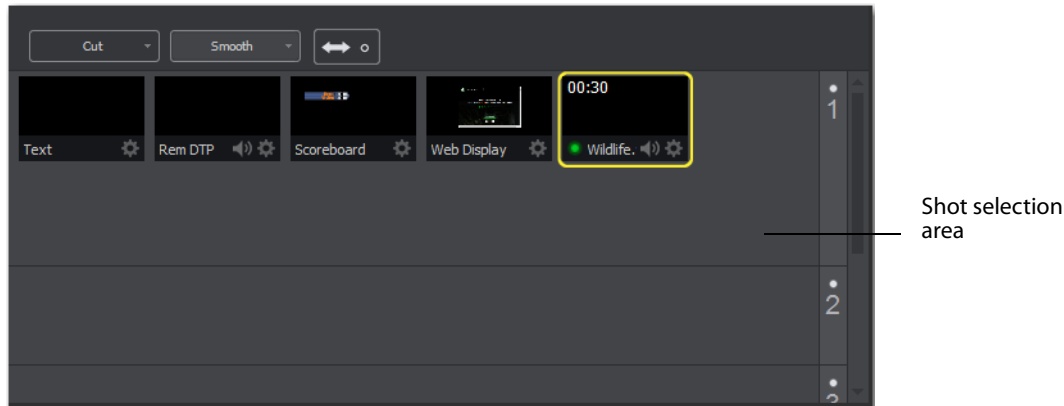 Cut
Smooth
00:30
Text
Rem DTP
Scoreboard
Web Display
Wildlife.
1
Shot selection
area
2